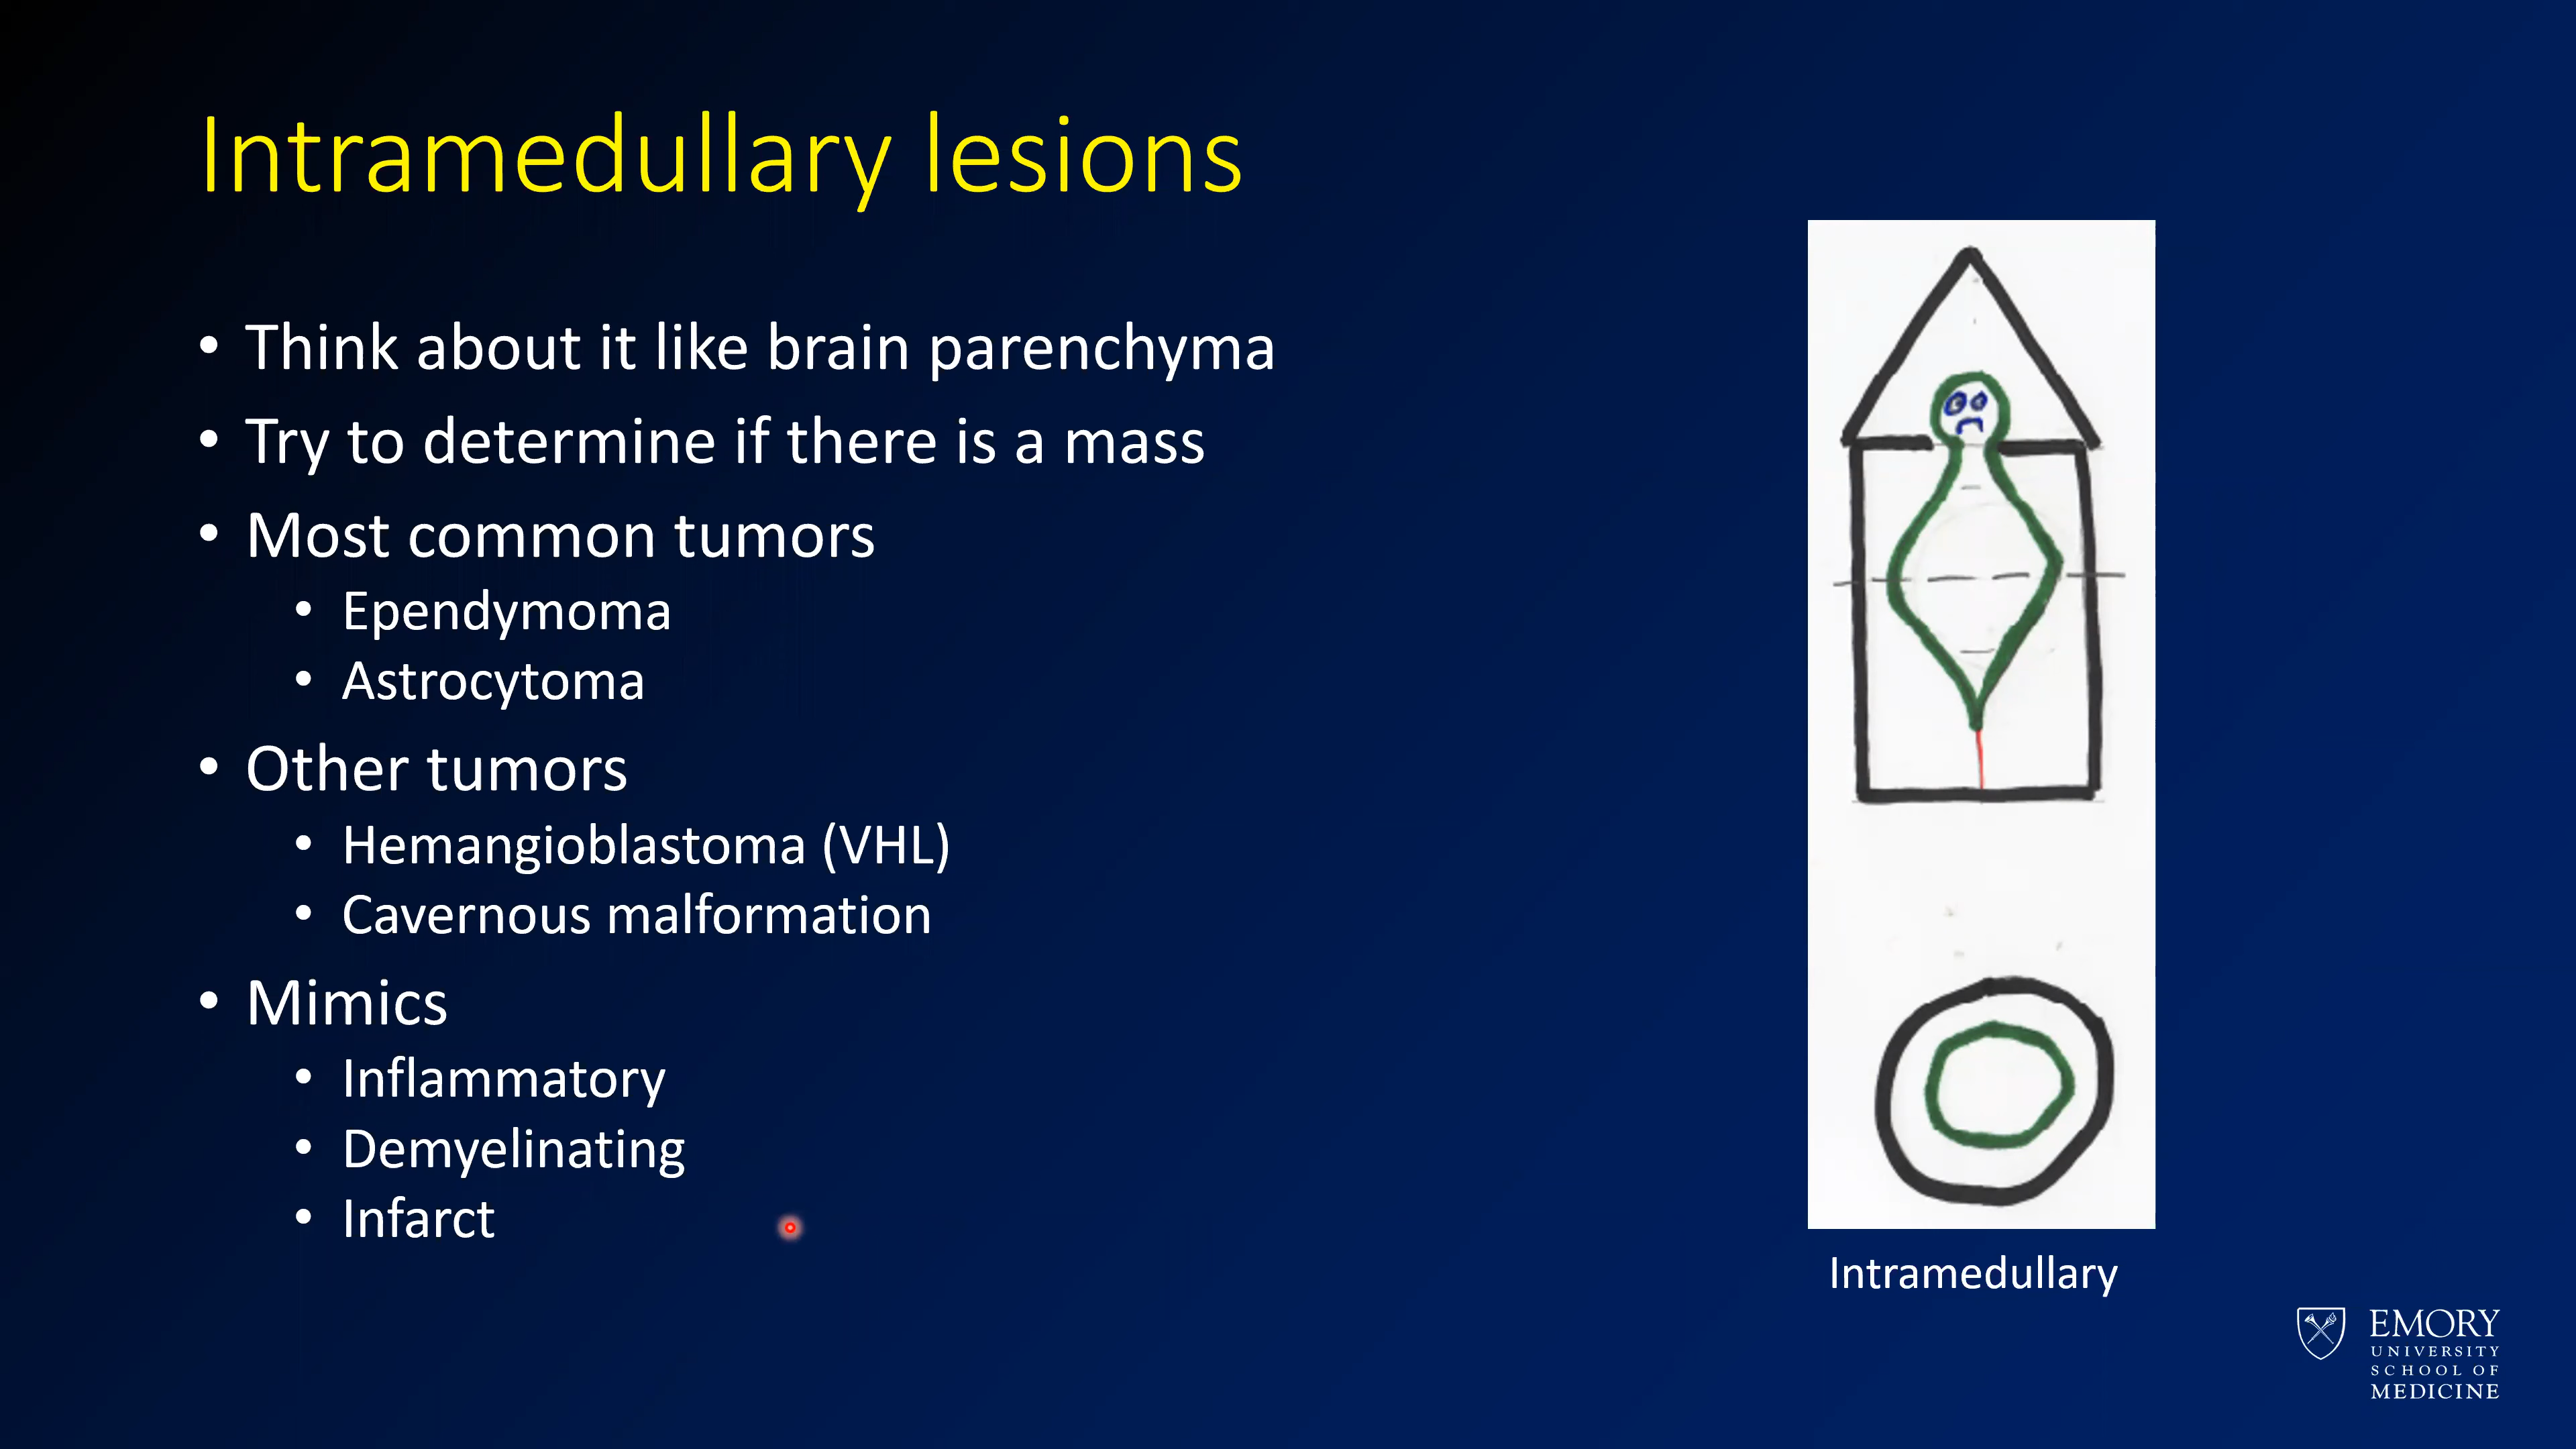 Intramedullary lesions
• Think about it like brain parenchyma
• Try to determine if there is a mass
• Most common tumors
• Ependymoma
• Astrocytoma
• Other tumors
• Hemangioblastoma (VHL)
• Cavernous malformation
• Mimics
• Inflammatory
• Demyelinating
• Infarct
Intramedullary
EMORY
UNIVERSITY
SCHOOL OF
MEDICINE